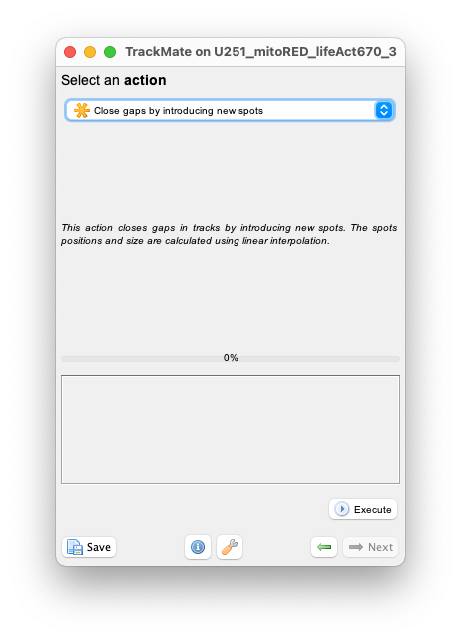 TrackMate on U251_mitoRED_lifeAct670_3
Select an action
Close gaps by introducing new spots
This action closes gaps in tracks by introducing new spots. The spots
positions and size are calculated using linear interpolation.
0%
Execute
Save
Next